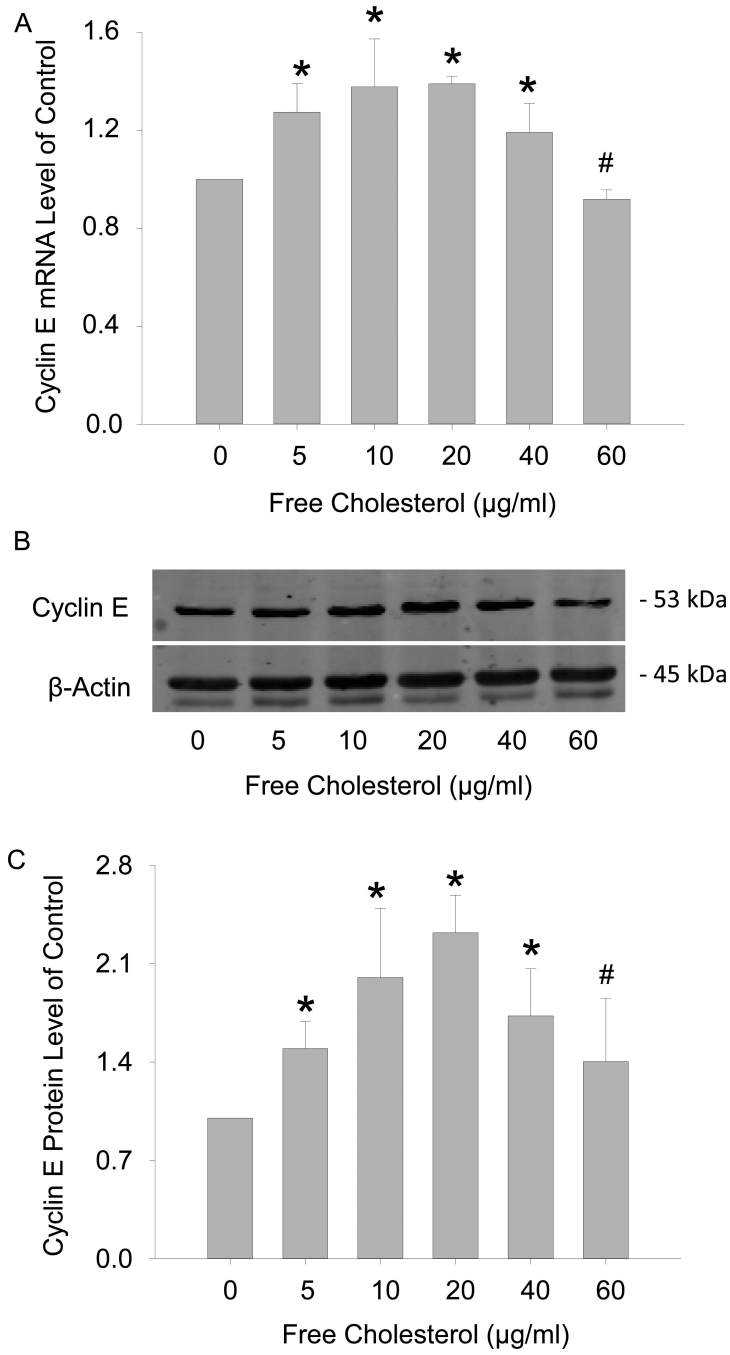 A
Cyclin E mRNA Level of Control
1.6
1.2
0.8
0.4
0.0
* * * * #
0 5 10 20 40 60
Free Cholesterol (µg/ml)
B
Cyclin E - 53 kDa
β-Actin - 45 kDa
0 5 10 20 40 60
Free Cholesterol (µg/ml)
C
Cyclin E Protein Level of Control
2.8
2.1
1.4
0.7
0.0
* * * * #
0 5 10 20 40 60
Free Cholesterol (µg/ml)